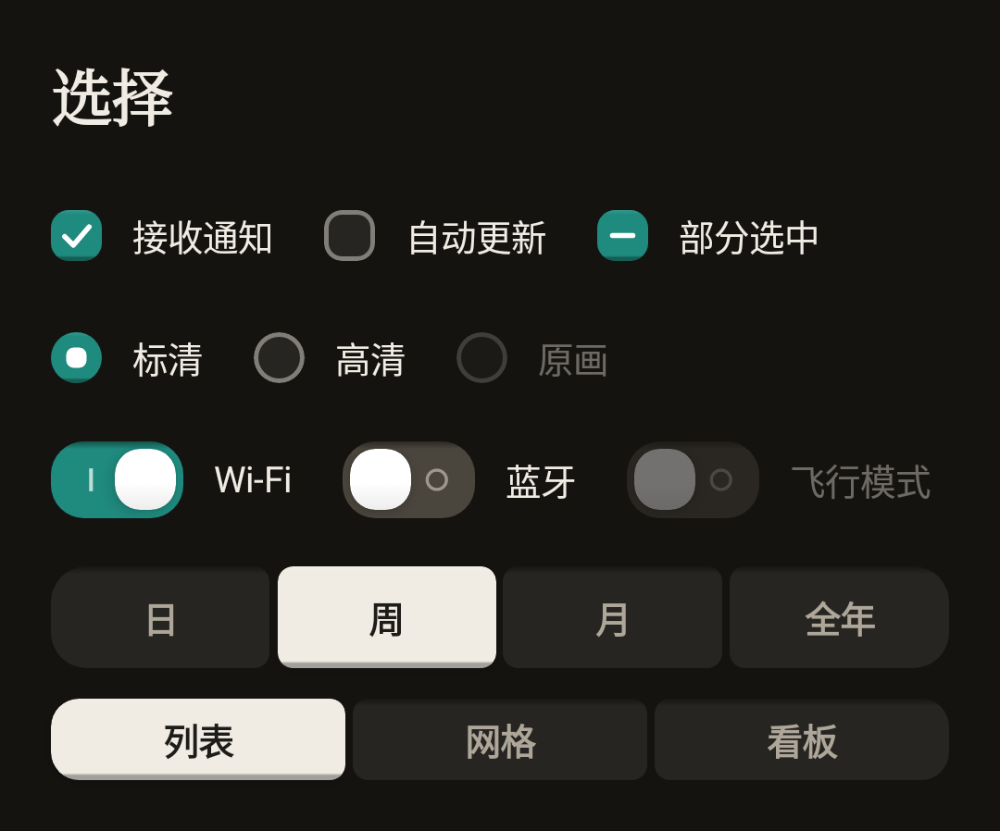 选择
接收通知 自动更新 部分选中
标清 高清 原画
Wi-Fi 蓝牙 飞行模式
日 周 月 全年
列表 网格 看板